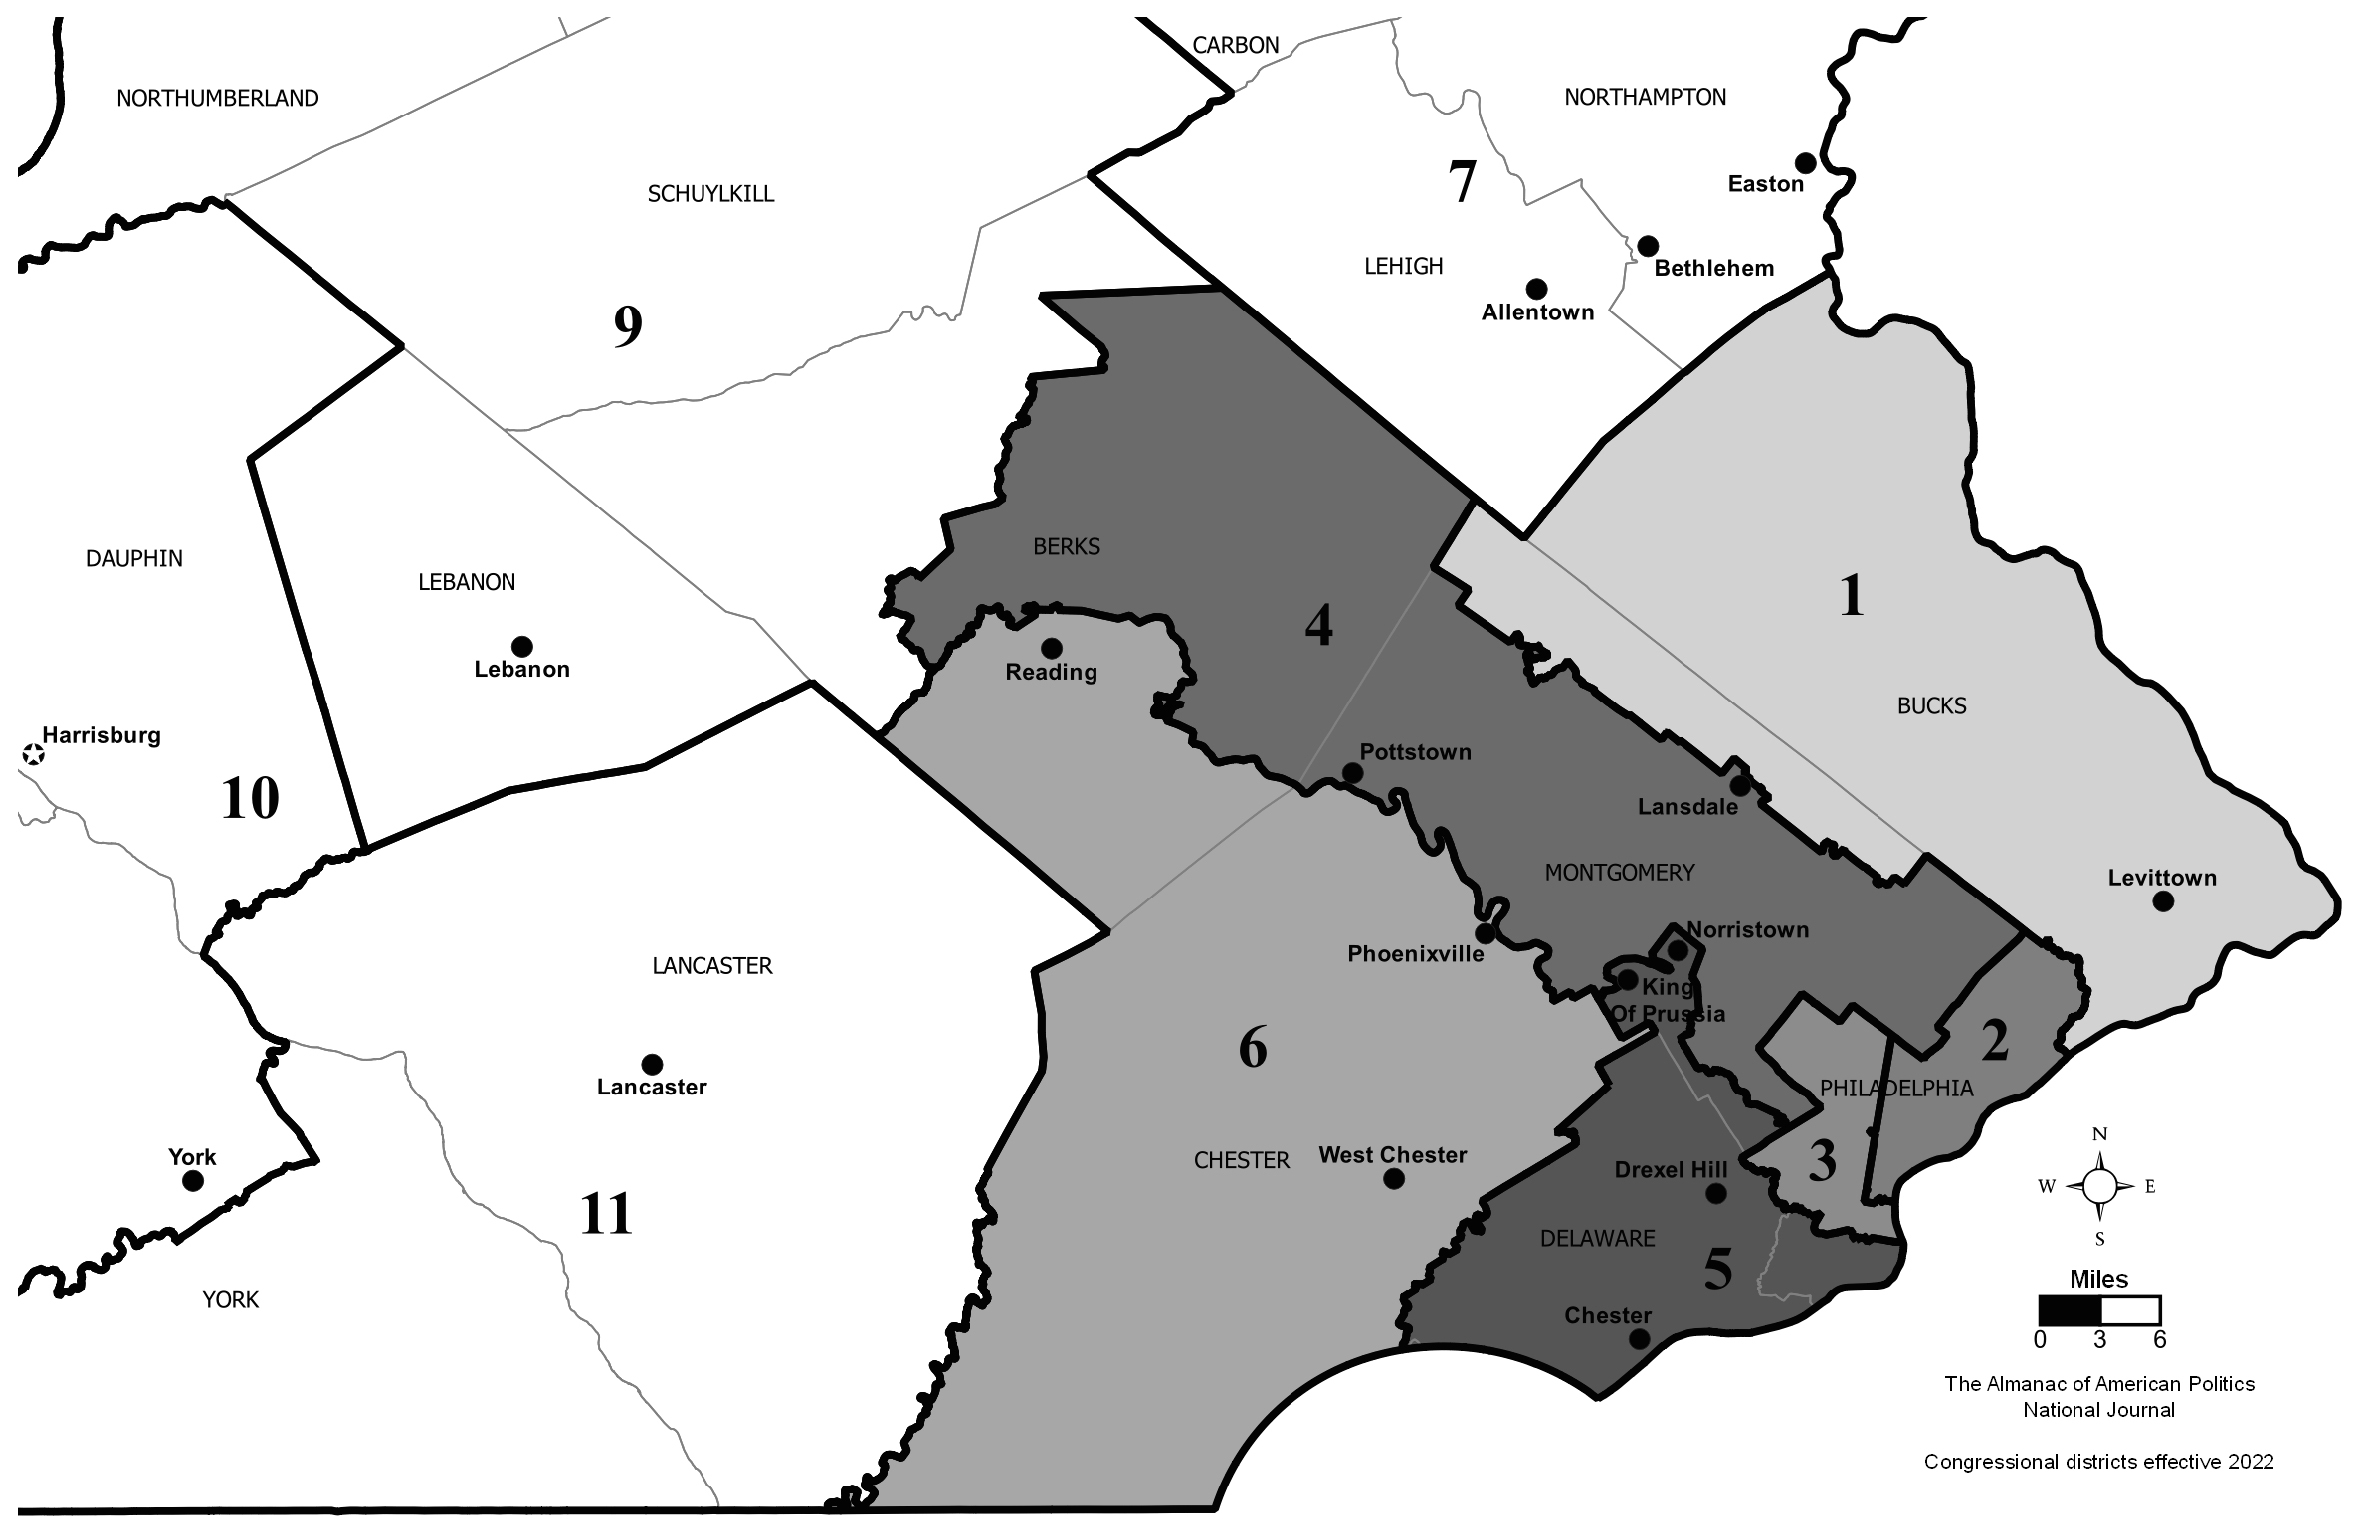 CARBON
NORTHUMBERLAND
NORTHAMPTON
7
Easton
SCHUYLKILL
LEHIGH
Bethlehem
Allentown
9
BERKS
DAUPHIN
LEBANON
4
1
Lebanon
Reading
BUCKS
Harrisburg
Pottstown
10
Lansdale
MONTGOMERY
Levittown
Norristown
Phoenixville
LANCASTER
King
Of Prussia
6
2
Lancaster
PHILADELPHIA
York
CHESTER
West Chester
3
Drexel Hill
11
DELAWARE
5
YORK
Chester
N
W E
S
Miles
0 3 6
The Almanac of American Politics
National Journal
Congressional districts effective 2022